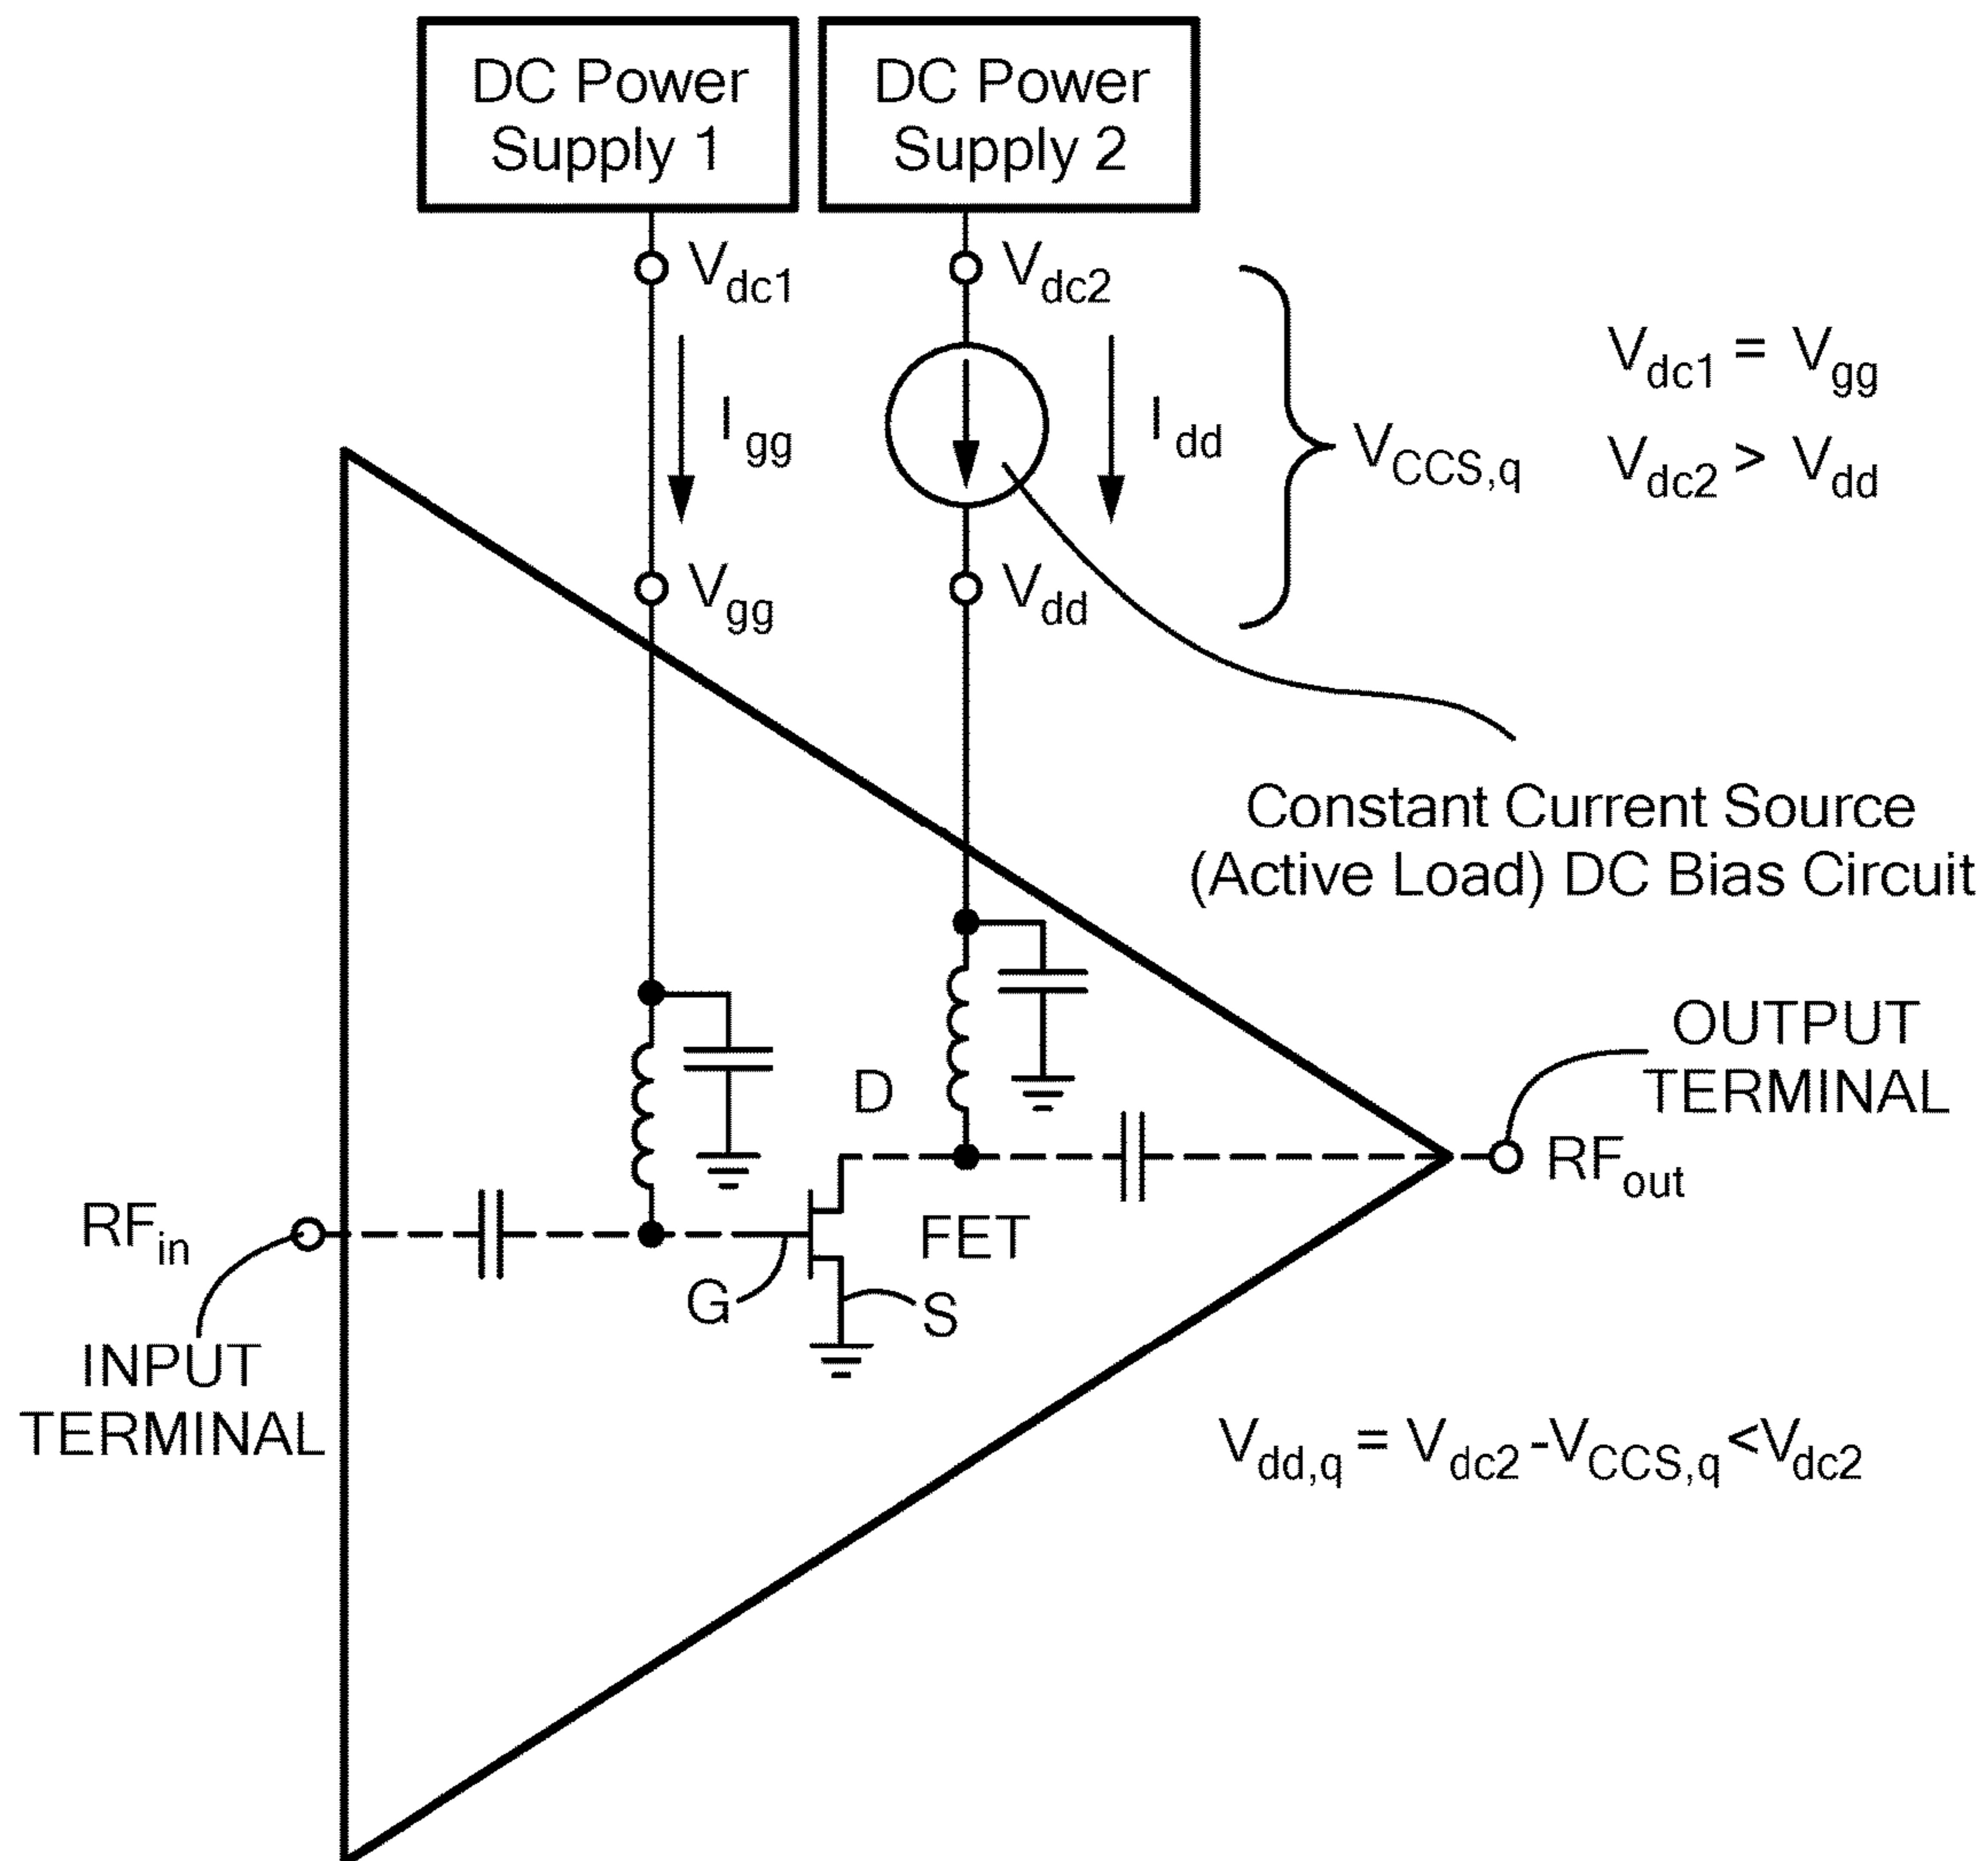 DC Power
Supply 1
DC Power
Supply 2
Vdc1
Vdc2
Igg
Idd
VCCS,q
Vdc1 = Vgg
Vdc2 > Vdd
Vgg
Vdd
Constant Current Source
(Active Load) DC Bias Circuit
OUTPUT
TERMINAL
D
RFout
RFin
FET
G
S
INPUT
TERMINAL
Vdd,q = Vdc2 -VCCS,q <Vdc2